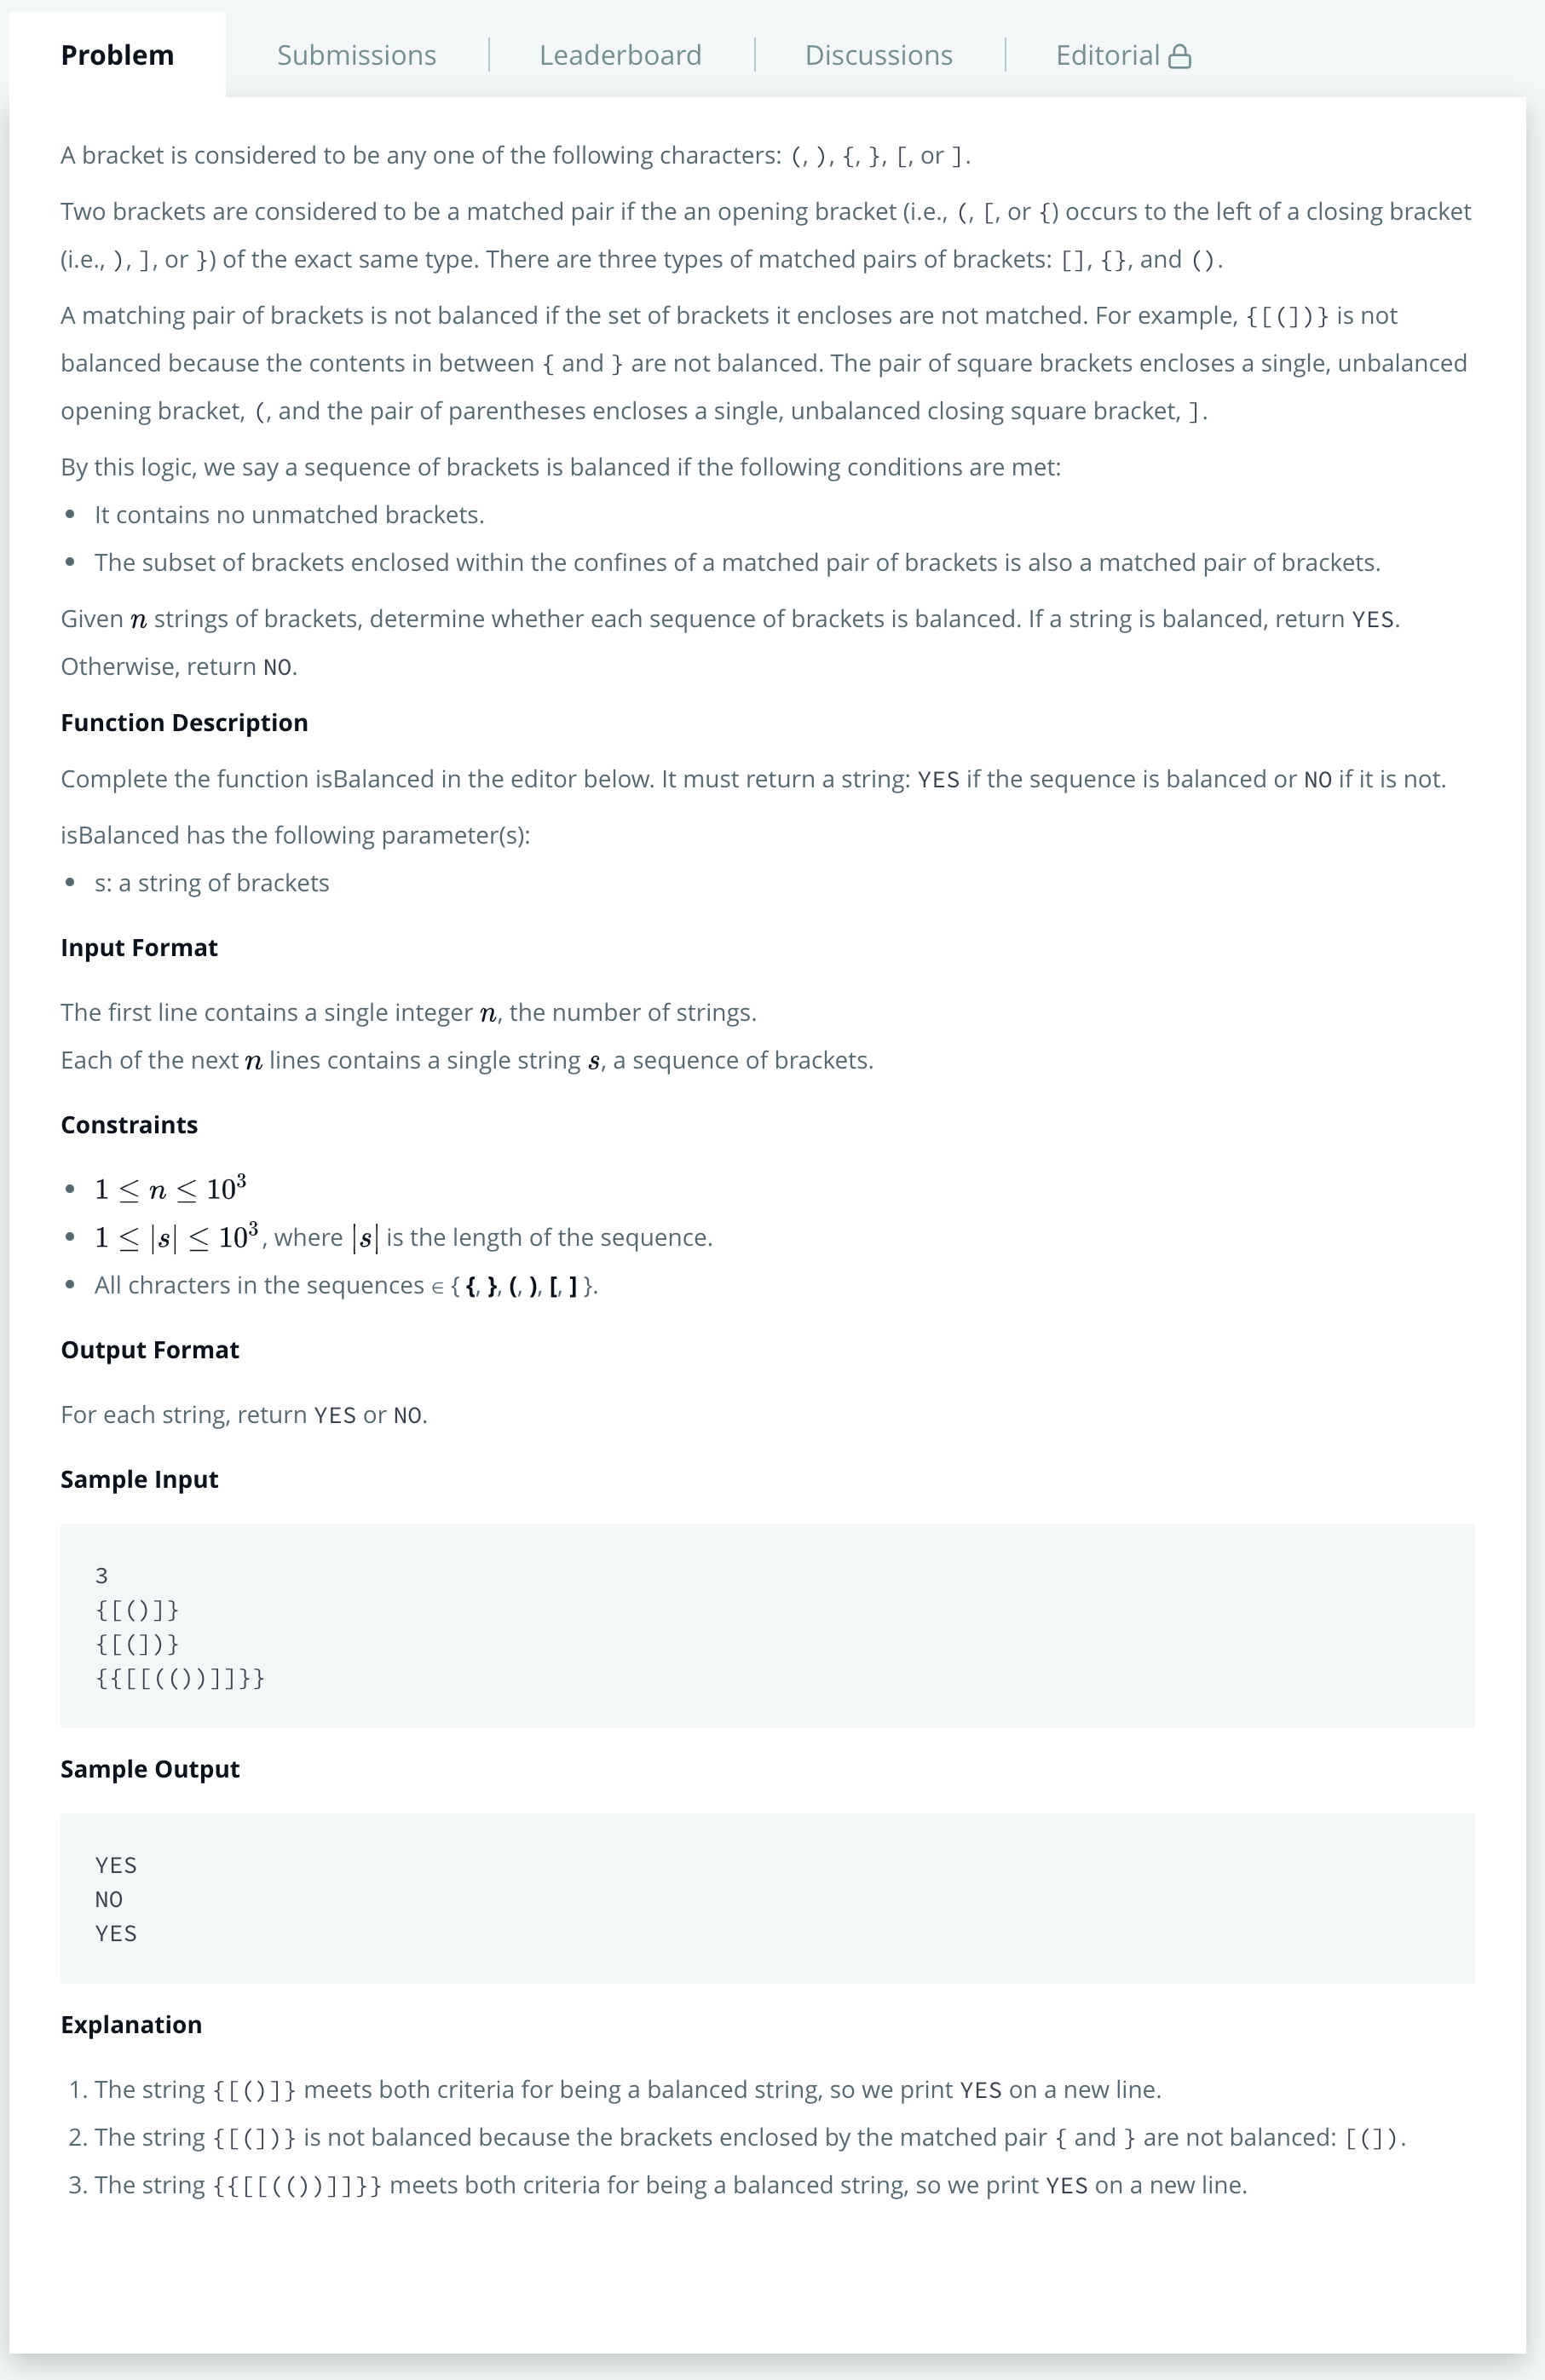 Problem Submissions Leaderboard Discussions Editorial
A bracket is considered to be any one of the following characters: (, ), {, }, [, or ].
Two brackets are considered to be a matched pair if the an opening bracket (i.e., (, [, or {) occurs to the left of a closing bracket
(i.e., ), ], or }) of the exact same type. There are three types of matched pairs of brackets: [], {}, and ().
A matching pair of brackets is not balanced if the set of brackets it encloses are not matched. For example, {[(])} is not
balanced because the contents in between { and } are not balanced. The pair of square brackets encloses a single, unbalanced
opening bracket, (, and the pair of parentheses encloses a single, unbalanced closing square bracket, ].
By this logic, we say a sequence of brackets is balanced if the following conditions are met:
• It contains no unmatched brackets.
• The subset of brackets enclosed within the confines of a matched pair of brackets is also a matched pair of brackets.
Given n strings of brackets, determine whether each sequence of brackets is balanced. If a string is balanced, return YES.
Otherwise, return NO.
Function Description
Complete the function isBalanced in the editor below. It must return a string: YES if the sequence is balanced or NO if it is not.
isBalanced has the following parameter(s):
• s: a string of brackets
Input Format
The first line contains a single integer n, the number of strings.
Each of the next n lines contains a single string s, a sequence of brackets.
Constraints
• 1 ≤ n ≤ 10³
• 1 ≤ |s| ≤ 10³, where |s| is the length of the sequence.
• All chracters in the sequences ∈ { {, }, (, ), [, ] }.
Output Format
For each string, return YES or NO.
Sample Input
3
{[()]}
{[(])}
{{[[(())]]}}
Sample Output
YES
NO
YES
Explanation
1. The string {[()]} meets both criteria for being a balanced string, so we print YES on a new line.
2. The string {[(])} is not balanced because the brackets enclosed by the matched pair { and } are not balanced: [(]).
3. The string {{[[(())]]}} meets both criteria for being a balanced string, so we print YES on a new line.